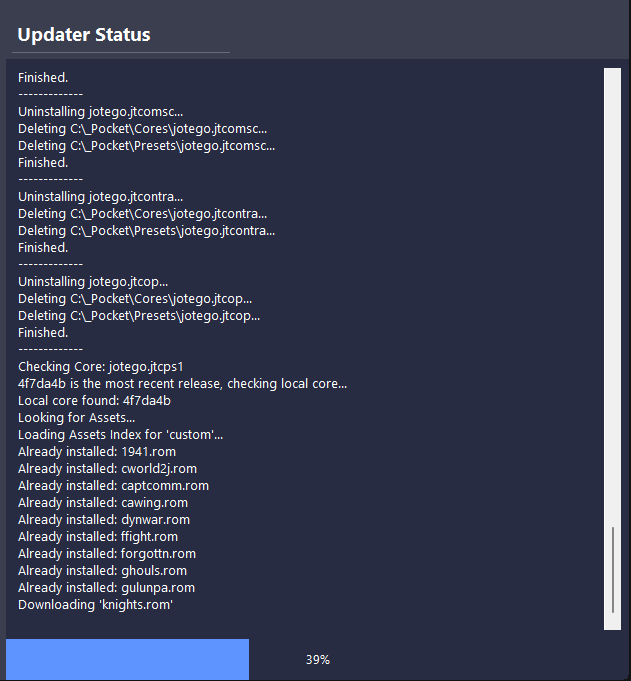 Updater Status
Finished.
-------------
Uninstalling jotego.jtcomsc...
Deleting C:\_Pocket\Cores\jotego.jtcomsc...
Deleting C:\_Pocket\Presets\jotego.jtcomsc...
Finished.
-------------
Uninstalling jotego.jtcontra...
Deleting C:\_Pocket\Cores\jotego.jtcontra...
Deleting C:\_Pocket\Presets\jotego.jtcontra...
Finished.
-------------
Uninstalling jotego.jtcop...
Deleting C:\_Pocket\Cores\jotego.jtcop...
Deleting C:\_Pocket\Presets\jotego.jtcop...
Finished.
-------------
Checking Core: jotego.jtcps1
4f7da4b is the most recent release, checking local core...
Local core found: 4f7da4b
Looking for Assets...
Loading Assets Index for 'custom'...
Already installed: 1941.rom
Already installed: cworld2j.rom
Already installed: captcomm.rom
Already installed: cawing.rom
Already installed: dynwar.rom
Already installed: ffight.rom
Already installed: forgottn.rom
Already installed: ghouls.rom
Already installed: gulunpa.rom
Downloading 'knights.rom'
39%